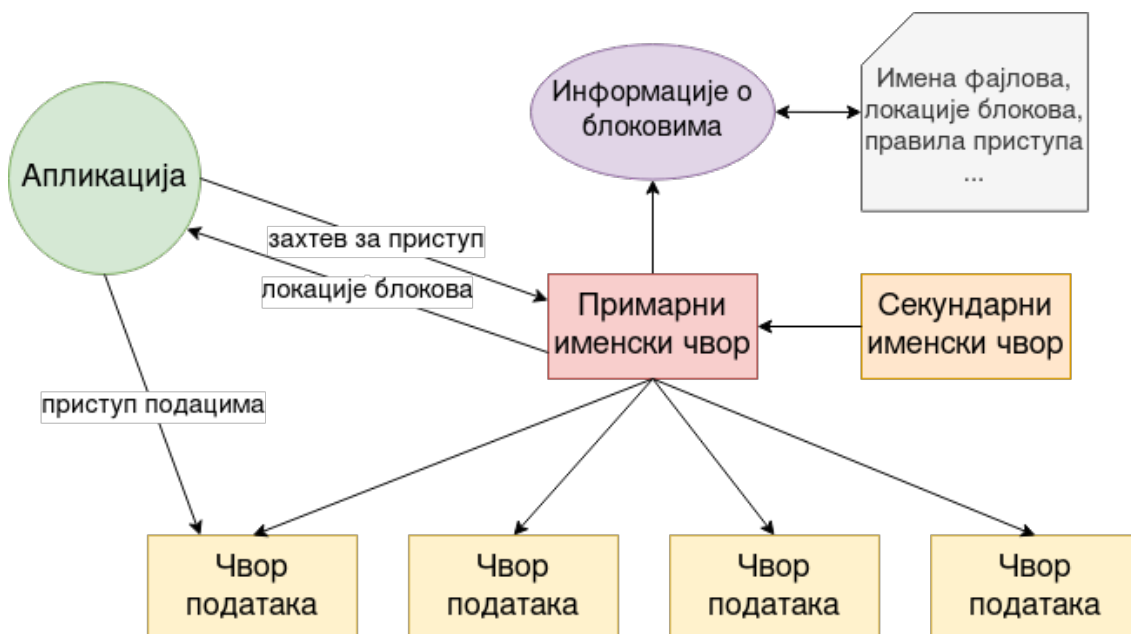 Информације о
блоковима
Имена фајлова,
локације блокова,
правила приступа
...
Апликација
захтев за приступ
локације блокова
Примарни
именски чвор
Секундарни
именски чвор
приступ подацима
Чвор
података
Чвор
података
Чвор
података
Чвор
података